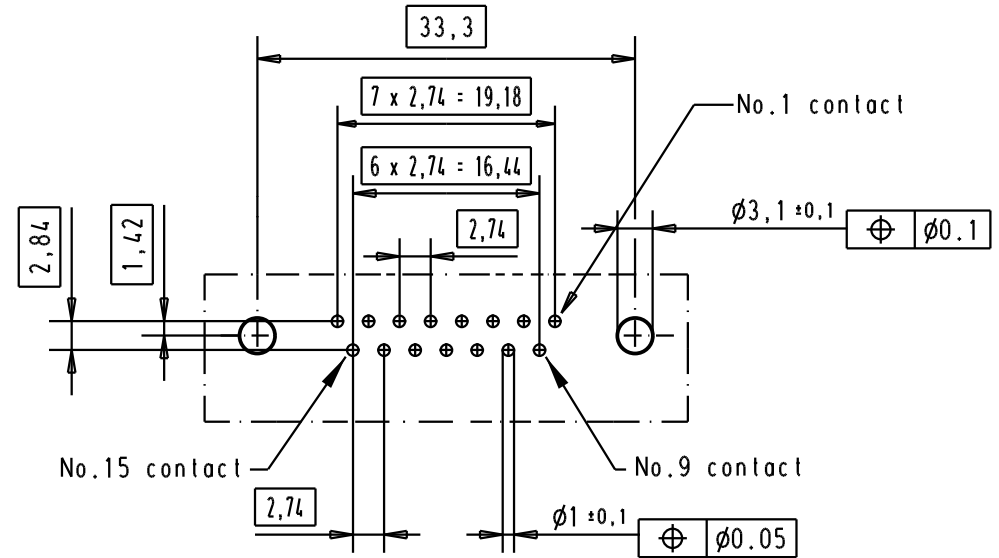 33,3
7 x 2,74 = 19,18
No.1 contact
6 x 2,74 = 16,44
2,84
1,42
2,74
Ø3,1 ±0,1
⌖ Ø0.1
No.15 contact
No.9 contact
2,74
Ø1 ±0,1
⌖ Ø0.05